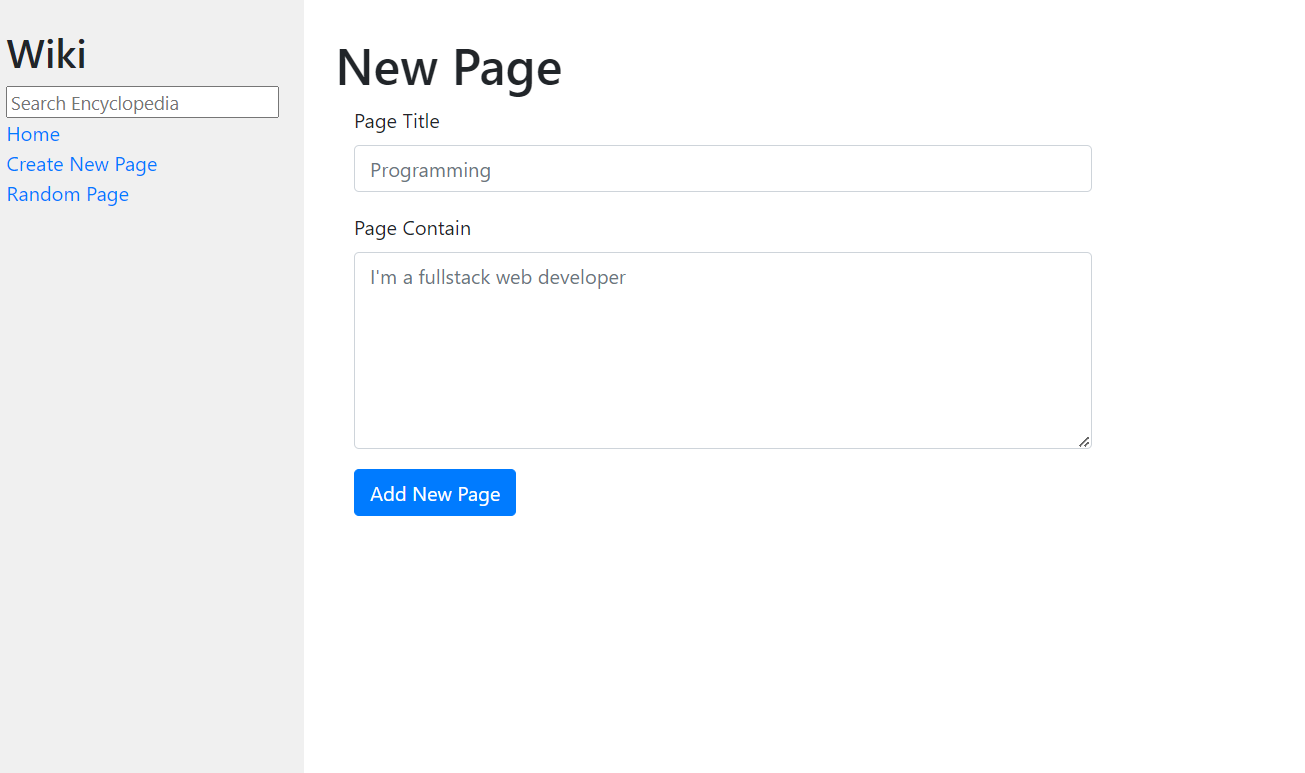 Wiki
Search Encyclopedia
Home
Create New Page
Random Page
New Page
Page Title
Programming
Page Contain
I'm a fullstack web developer
Add New Page